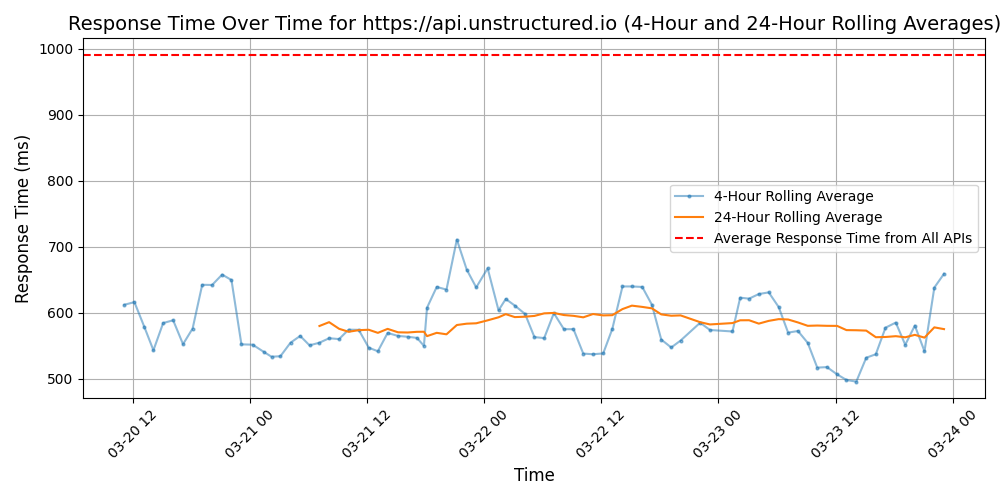 Response Time Over Time for https://api.unstructured.io (4-Hour and 24-Hour Rolling Averages)
Response Time (ms)
1000
900
800
700
600
500
4-Hour Rolling Average
24-Hour Rolling Average
Average Response Time from All APIs
03-20 12
03-21 00
03-21 12
03-22 00
03-22 12
03-23 00
03-23 12
03-24 00
Time